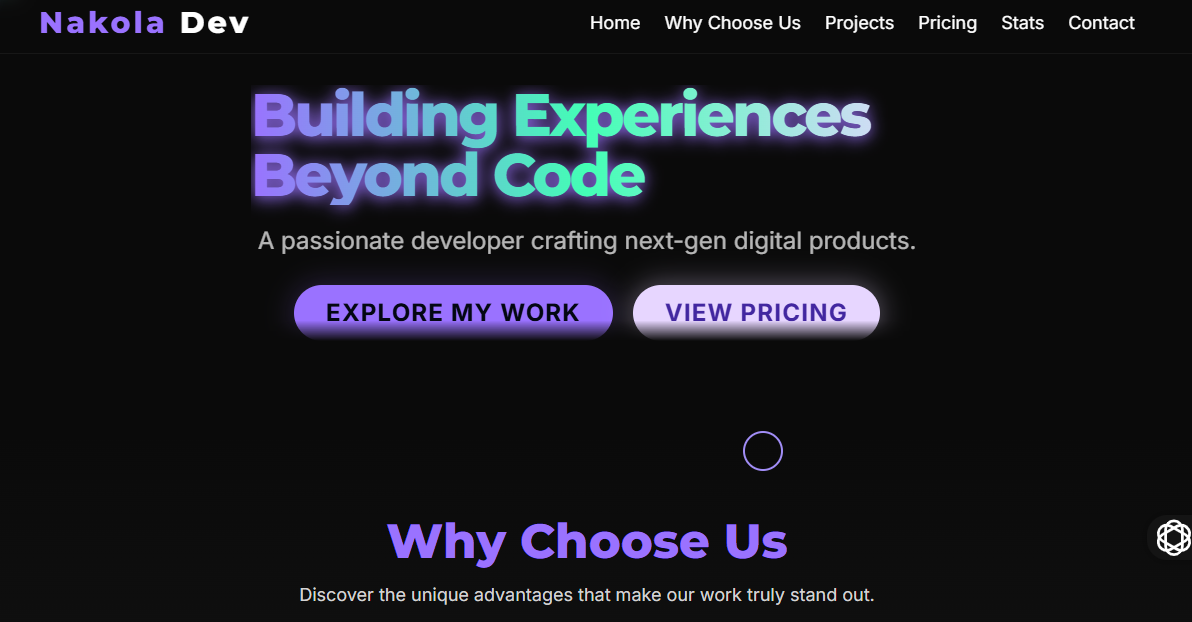 Nakola Dev
Home Why Choose Us Projects Pricing Stats Contact
Building Experiences
Beyond Code
A passionate developer crafting next-gen digital products.
EXPLORE MY WORK
VIEW PRICING
Why Choose Us
Discover the unique advantages that make our work truly stand out.